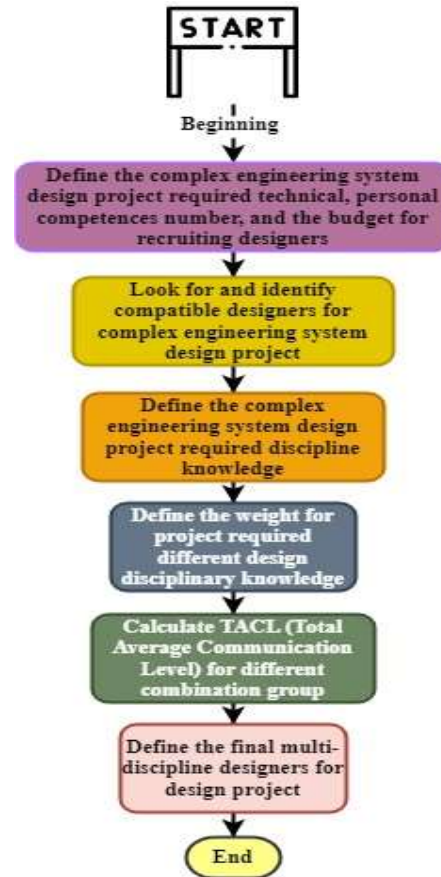 START
Beginning
Define the complex engineering system
design project required technical, personal
competences number, and the budget for
recruiting designers
Look for and identify
compatible designers for
complex engineering system
design project
Define the complex
engineering system design
project required discipline
knowledge
Define the weight for
project required
different design
disciplinary knowledge
Calculate TACL (Total
Average Communication
Level) for different
combination group
Define the final multi-
discipline designers for
design project
End